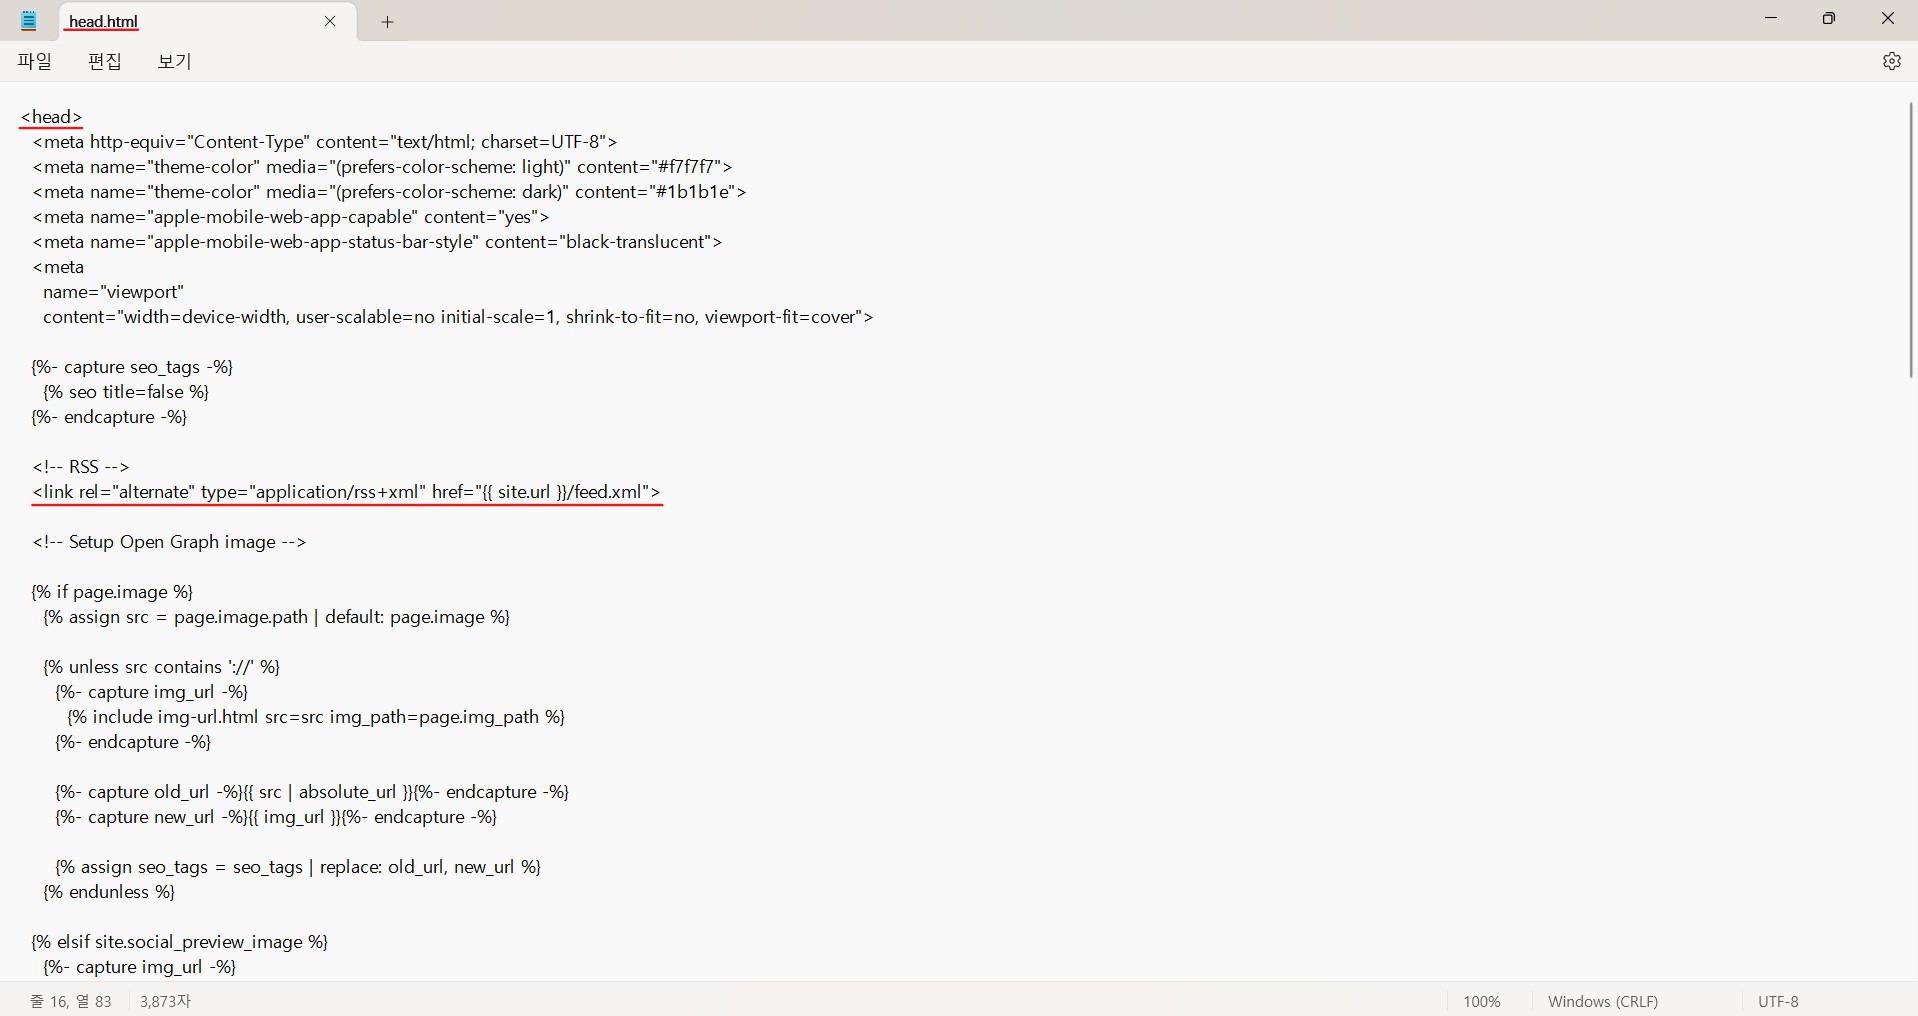 head.html
파일 편집 보기
<head>
<meta http-equiv="Content-Type" content="text/html; charset=UTF-8">
<meta name="theme-color" media="(prefers-color-scheme: light)" content="#f7f7f7">
<meta name="theme-color" media="(prefers-color-scheme: dark)" content="#1b1b1e">
<meta name="apple-mobile-web-app-capable" content="yes">
<meta name="apple-mobile-web-app-status-bar-style" content="black-translucent">
<meta
name="viewport"
content="width=device-width, user-scalable=no initial-scale=1, shrink-to-fit=no, viewport-fit=cover">
{%- capture seo_tags -%}
{% seo title=false %}
{%- endcapture -%}
<!-- RSS -->
<link rel="alternate" type="application/rss+xml" href="{{ site.url }}/feed.xml">
<!-- Setup Open Graph image -->
{% if page.image %}
{% assign src = page.image.path | default: page.image %}
{% unless src contains '://' %}
{%- capture img_url -%}
{% include img-url.html src=src img_path=page.img_path %}
{%- endcapture -%}
{%- capture old_url -%}{{ src | absolute_url }}{%- endcapture -%}
{%- capture new_url -%}{{ img_url }}{%- endcapture -%}
{% assign seo_tags = seo_tags | replace: old_url, new_url %}
{% endunless %}
{% elsif site.social_preview_image %}
{%- capture img_url -%}
줄 16, 열 83 3,873자 100% Windows (CRLF) UTF-8